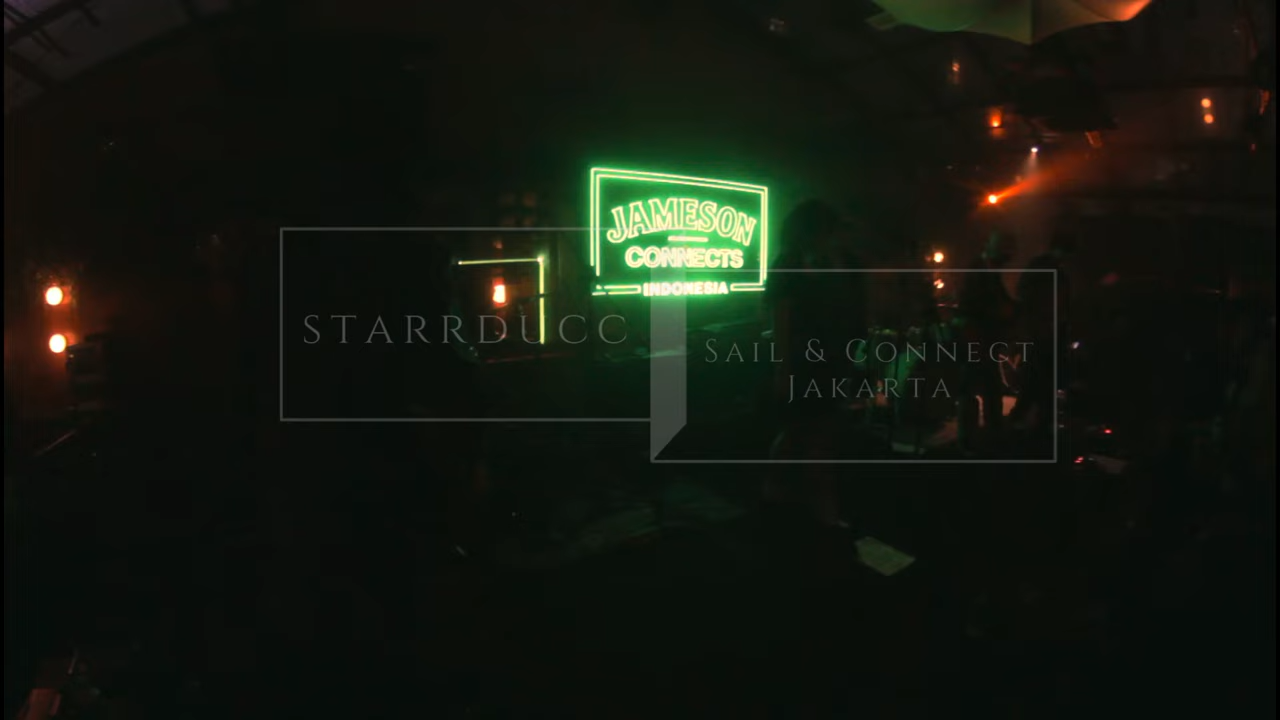 JAMESON
CONNECTS
INDONESIA
STARRDUCC
SAIL & CONNECT
JAKARTA